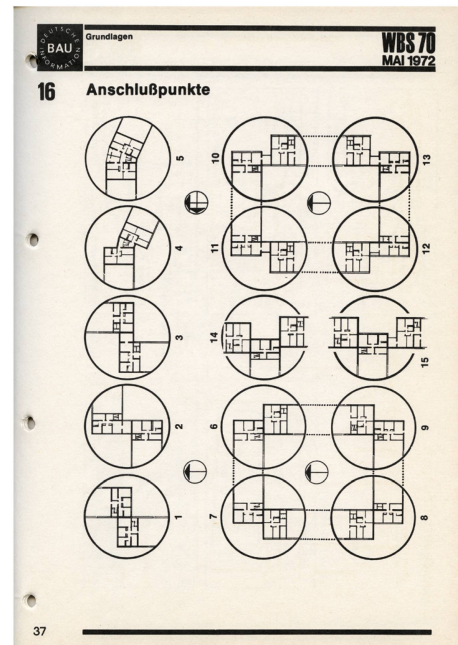 DEUTSCHE
BAU
INFORMATION
Grundlagen
WBS 70
MAI 1972
16 Anschlußpunkte
5
10
13
4
11
12
3
14
15
2
6
9
1
7
8
37